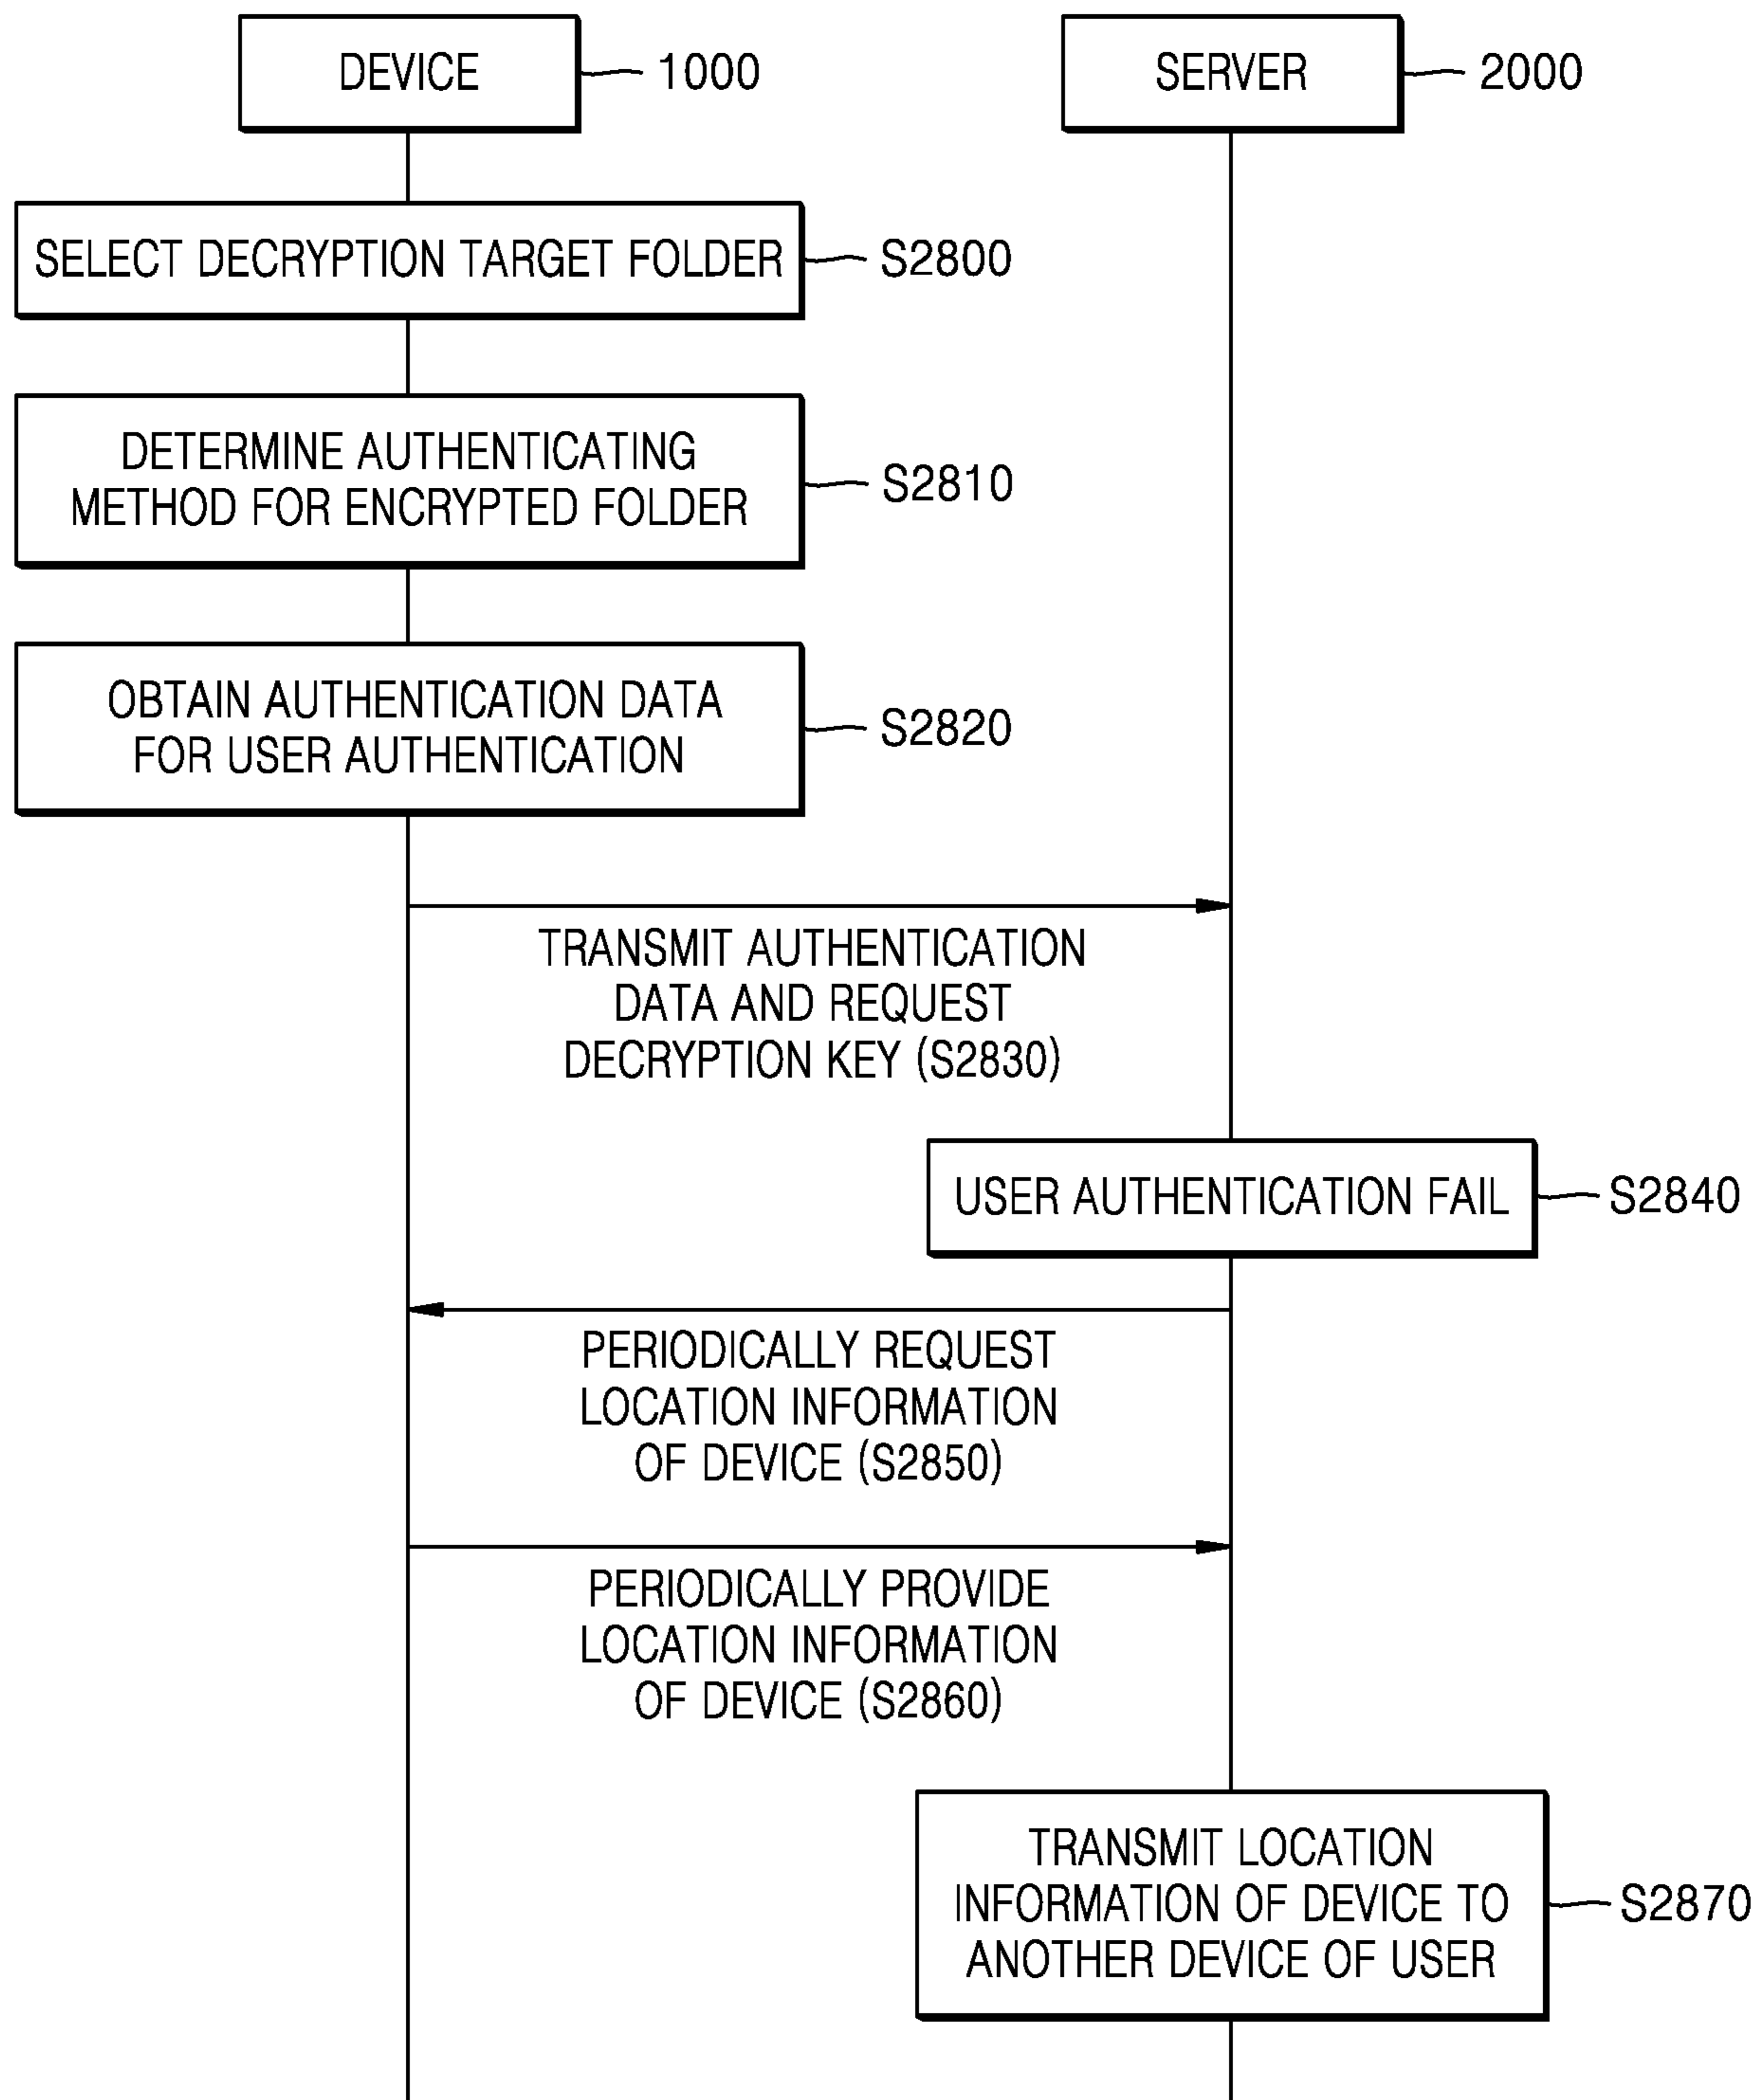 DEVICE
1000
SERVER
2000
SELECT DECRYPTION TARGET FOLDER
S2800
DETERMINE AUTHENTICATING
METHOD FOR ENCRYPTED FOLDER
S2810
OBTAIN AUTHENTICATION DATA
FOR USER AUTHENTICATION
S2820
TRANSMIT AUTHENTICATION
DATA AND REQUEST
DECRYPTION KEY (S2830)
USER AUTHENTICATION FAIL
S2840
PERIODICALLY REQUEST
LOCATION INFORMATION
OF DEVICE (S2850)
PERIODICALLY PROVIDE
LOCATION INFORMATION
OF DEVICE (S2860)
TRANSMIT LOCATION
INFORMATION OF DEVICE TO
ANOTHER DEVICE OF USER
S2870